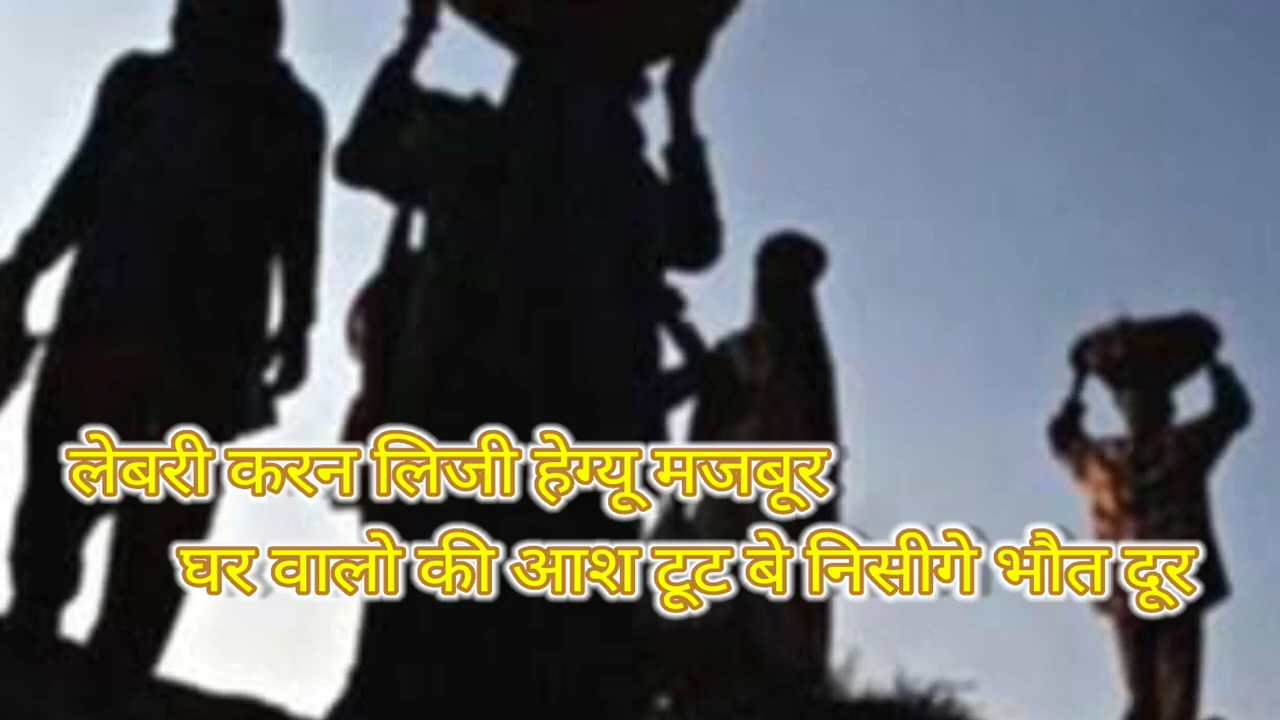 लेबरी करन लिजी हेग्यू मजबूर
घर वालो की आश टूट बे निसीगे भौत दूर